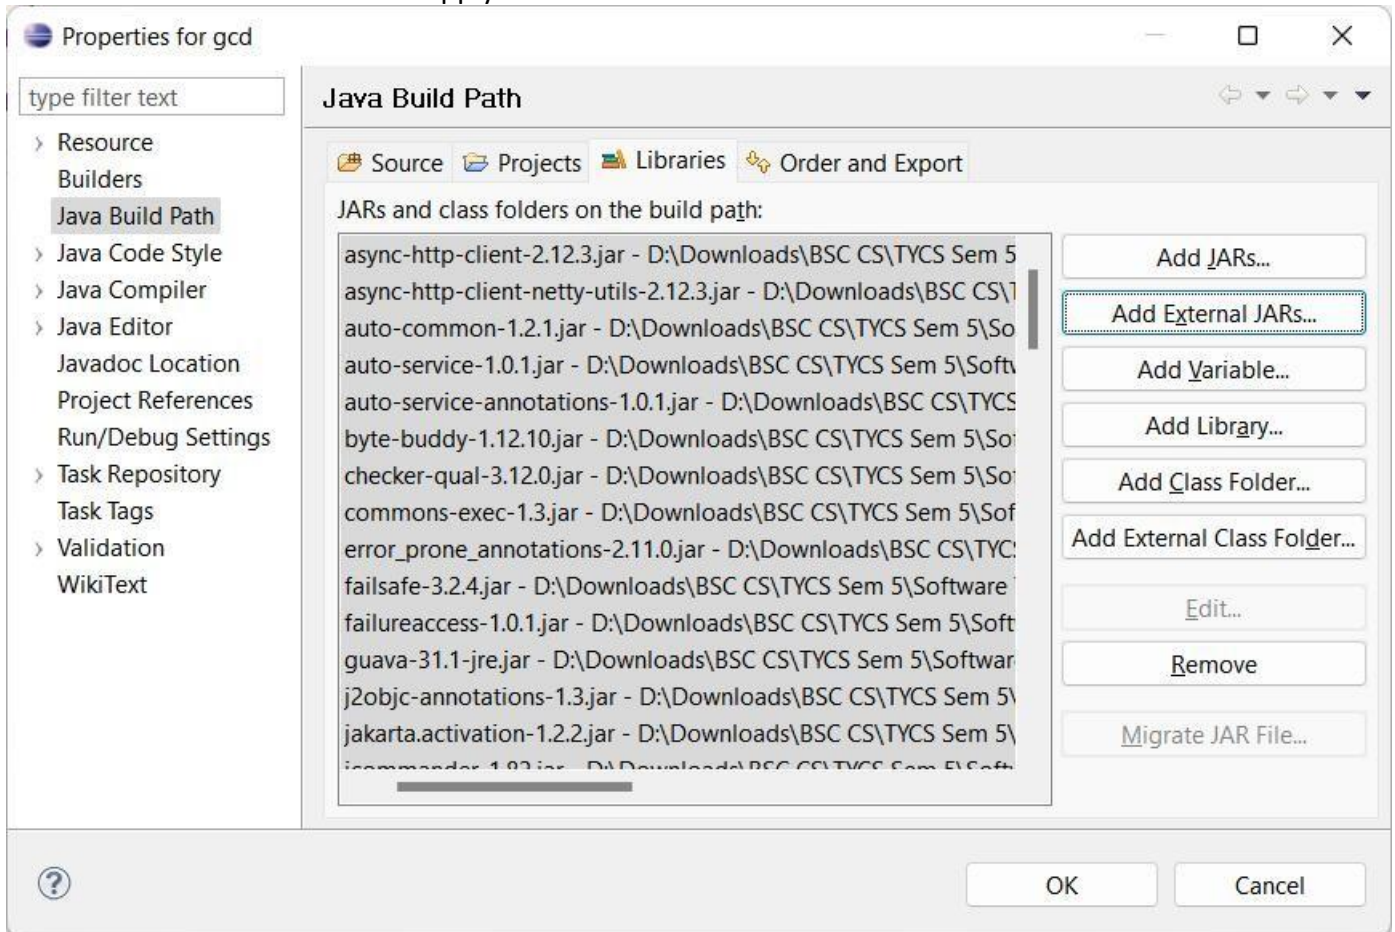 Properties for gcd
type filter text
Java Build Path
Resource
Builders
Java Build Path
Java Code Style
Java Compiler
Java Editor
Javadoc Location
Project References
Run/Debug Settings
Task Repository
Task Tags
Validation
WikiText
Source Projects Libraries Order and Export
JARs and class folders on the build path:
async-http-client-2.12.3.jar - D:\Downloads\BSC CS\TYCS Sem 5
async-http-client-netty-utils-2.12.3.jar - D:\Downloads\BSC CS\
auto-common-1.2.1.jar - D:\Downloads\BSC CS\TYCS Sem 5\So
auto-service-1.0.1.jar - D:\Downloads\BSC CS\TYCS Sem 5\Soft
auto-service-annotations-1.0.1.jar - D:\Downloads\BSC CS\TYCS
byte-buddy-1.12.10.jar - D:\Downloads\BSC CS\TYCS Sem 5\So
checker-qual-3.12.0.jar - D:\Downloads\BSC CS\TYCS Sem 5\So
commons-exec-1.3.jar - D:\Downloads\BSC CS\TYCS Sem 5\Sof
error_prone_annotations-2.11.0.jar - D:\Downloads\BSC CS\TYC
failsafe-3.2.4.jar - D:\Downloads\BSC CS\TYCS Sem 5\Software
failureaccess-1.0.1.jar - D:\Downloads\BSC CS\TYCS Sem 5\Soft
guava-31.1-jre.jar - D:\Downloads\BSC CS\TYCS Sem 5\Softwar
j2objc-annotations-1.3.jar - D:\Downloads\BSC CS\TYCS Sem 5\
jakarta.activation-1.2.2.jar - D:\Downloads\BSC CS\TYCS Sem 5\
jcommander-1.82.jar - D:\Downloads\BSC CS\TYCS Sem 5\Soft
Add JARs...
Add External JARs...
Add Variable...
Add Library...
Add Class Folder...
Add External Class Folder...
Edit...
Remove
Migrate JAR File...
OK Cancel